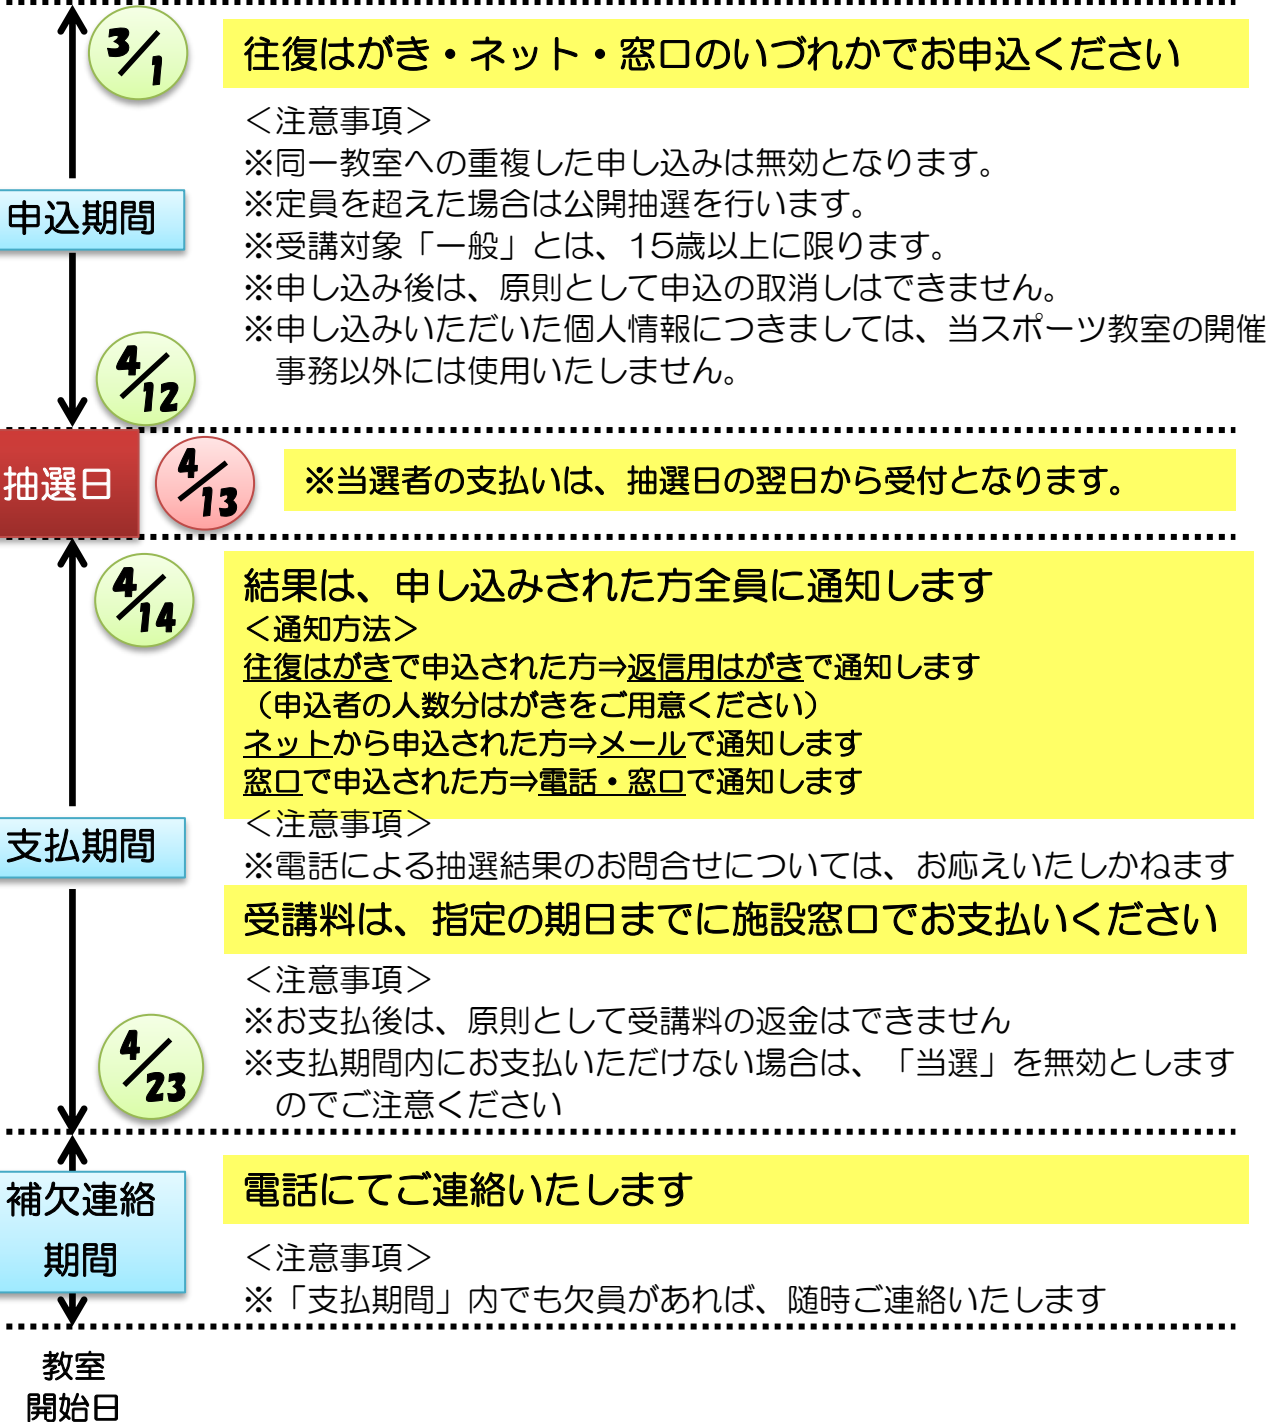 3/1
往復はがき・ネット・窓口のいづれかでお申込ください
＜注意事項＞
※同一教室への重複した申し込みは無効となります。
※定員を超えた場合は公開抽選を行います。
申込期間
※受講対象「一般」とは、15歳以上に限ります。
※申し込み後は、原則として申込の取消しはできません。
※申し込みいただいた個人情報につきましては、当スポーツ教室の開催
事務以外には使用いたしません。
4/12
抽選日
4/13
※当選者の支払いは、抽選日の翌日から受付となります。
4/14
結果は、申し込みされた方全員に通知します
＜通知方法＞
往復はがきで申込された方⇒返信用はがきで通知します
（申込者の人数分はがきをご用意ください）
ネットから申込された方⇒メールで通知します
窓口で申込された方⇒電話・窓口で通知します
＜注意事項＞
支払期間
※電話による抽選結果のお問合せについては、お応えいたしかねます
受講料は、指定の期日までに施設窓口でお支払いください
＜注意事項＞
※お支払後は、原則として受講料の返金はできません
※支払期間内にお支払いただけない場合は、「当選」を無効とします
のでご注意ください
4/23
補欠連絡
期間
電話にてご連絡いたします
＜注意事項＞
※「支払期間」内でも欠員があれば、随時ご連絡いたします
教室
開始日